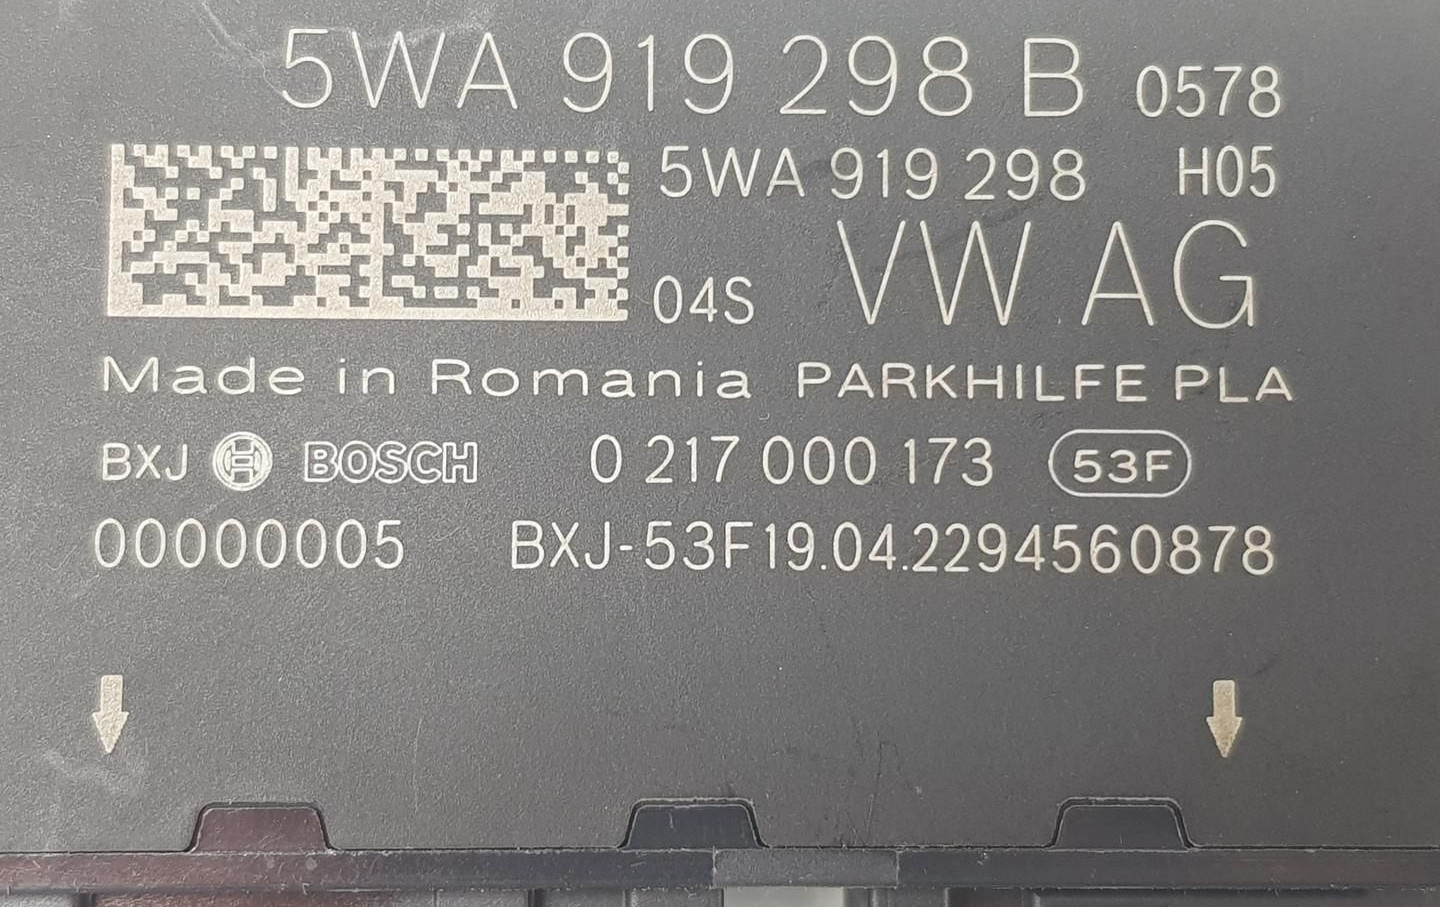 5WA 919 298 B 0578
5WA 919 298 H05
04S VW AG
Made in Romania PARKHILFE PLA
BXJ BOSCH 0 217 000 173 53F
00000005 BXJ-53F19.04.2294560878